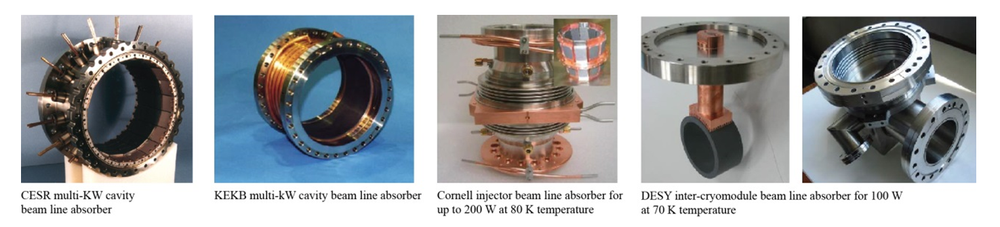 CESR multi-KW cavity
beam line absorber
KEKB multi-kW cavity beam line absorber
Cornell injector beam line absorber for
up to 200 W at 80 K temperature
DESY inter-cryomodule beam line absorber for 100 W
at 70 K temperature